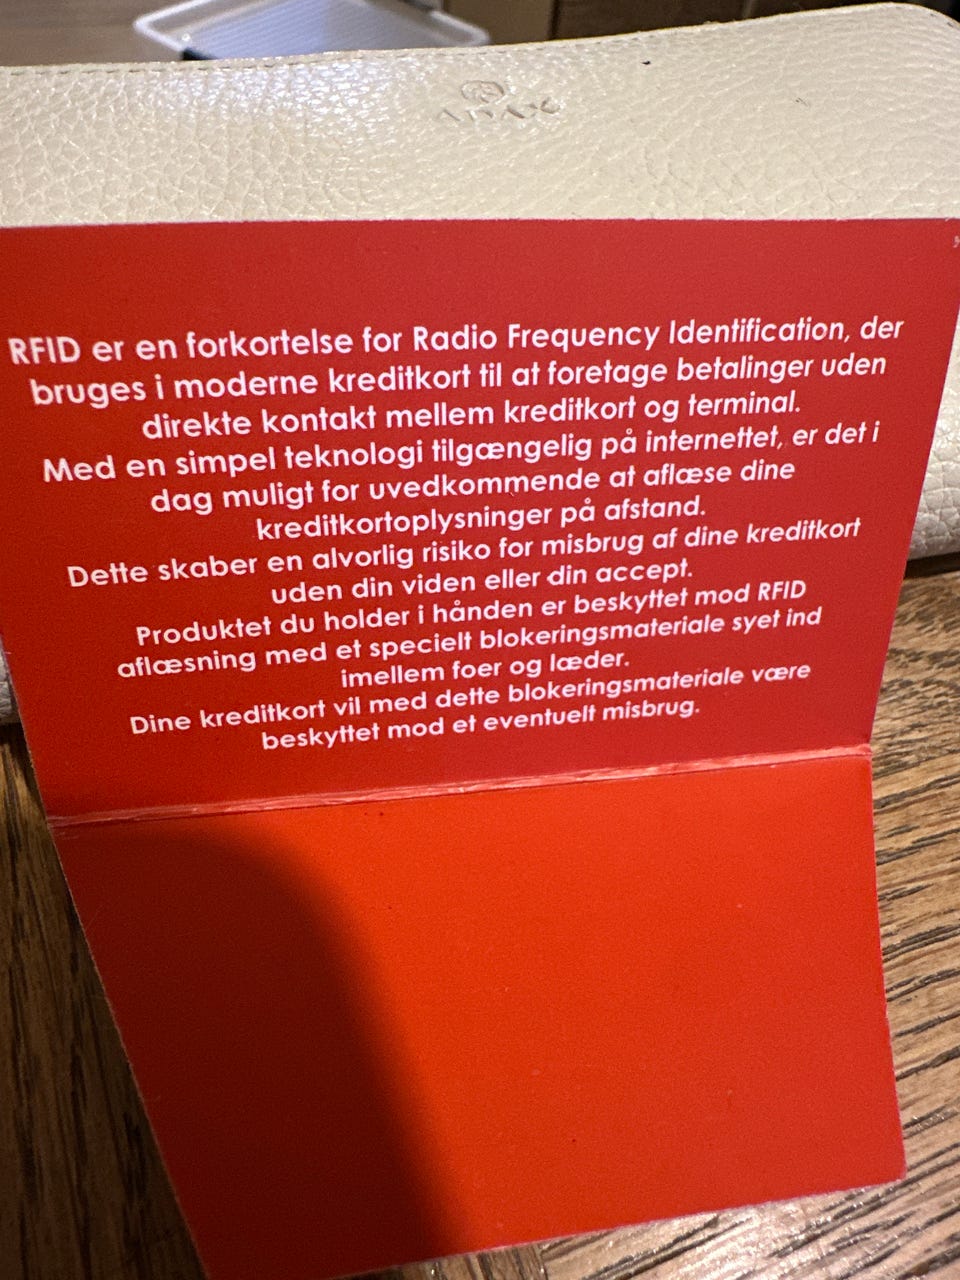 ADAX
RFID er en forkortelse for Radio Frequency Identification, der
bruges i moderne kreditkort til at foretage betalinger uden
direkte kontakt mellem kreditkort og terminal.
Med en simpel teknologi tilgængelig på internettet, er det i
dag muligt for uvedkommende at aflæse dine
kreditkortoplysninger på afstand.
Dette skaber en alvorlig risiko for misbrug af dine kreditkort
uden din viden eller din accept.
Produktet du holder i hånden er beskyttet mod RFID
aflæsning med et specielt blokeringsmateriale syet ind
imellem foer og læder.
Dine kreditkort vil med dette blokeringsmateriale være
beskyttet mod et eventuelt misbrug.